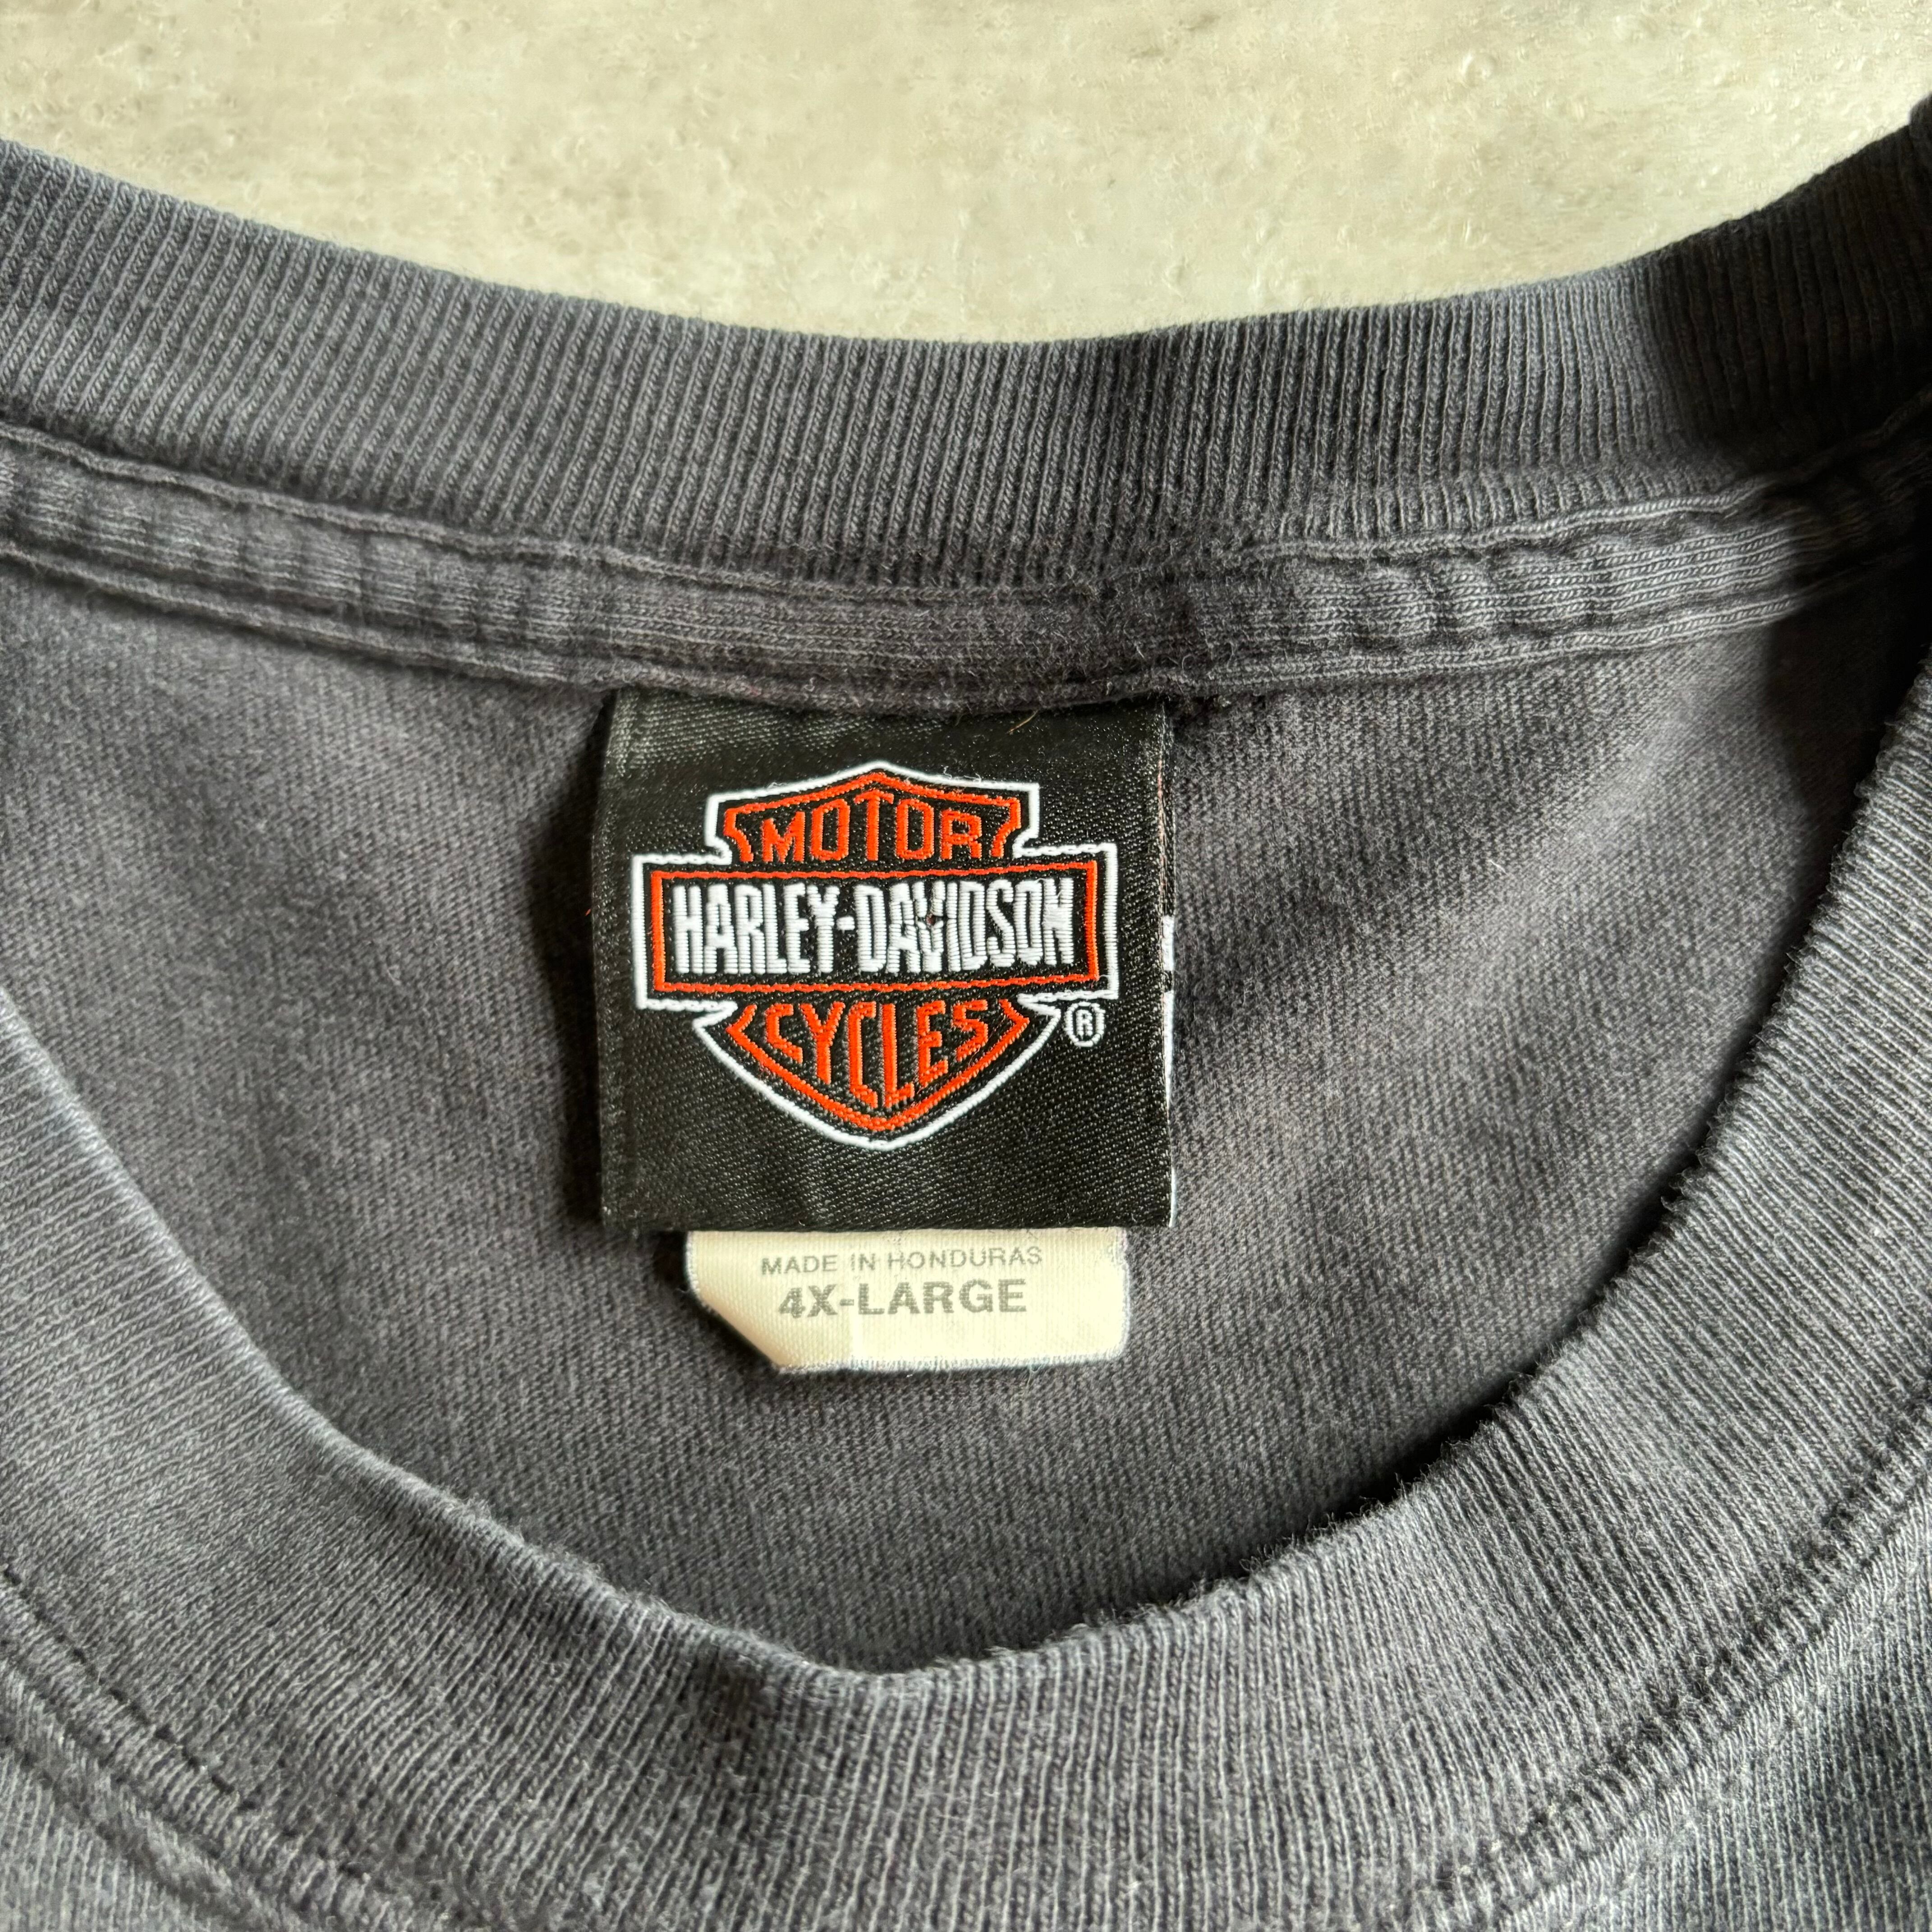 MOTOR
HARLEY-DAVIDSON
CYCLES
®
MADE IN HONDURAS
4X-LARGE